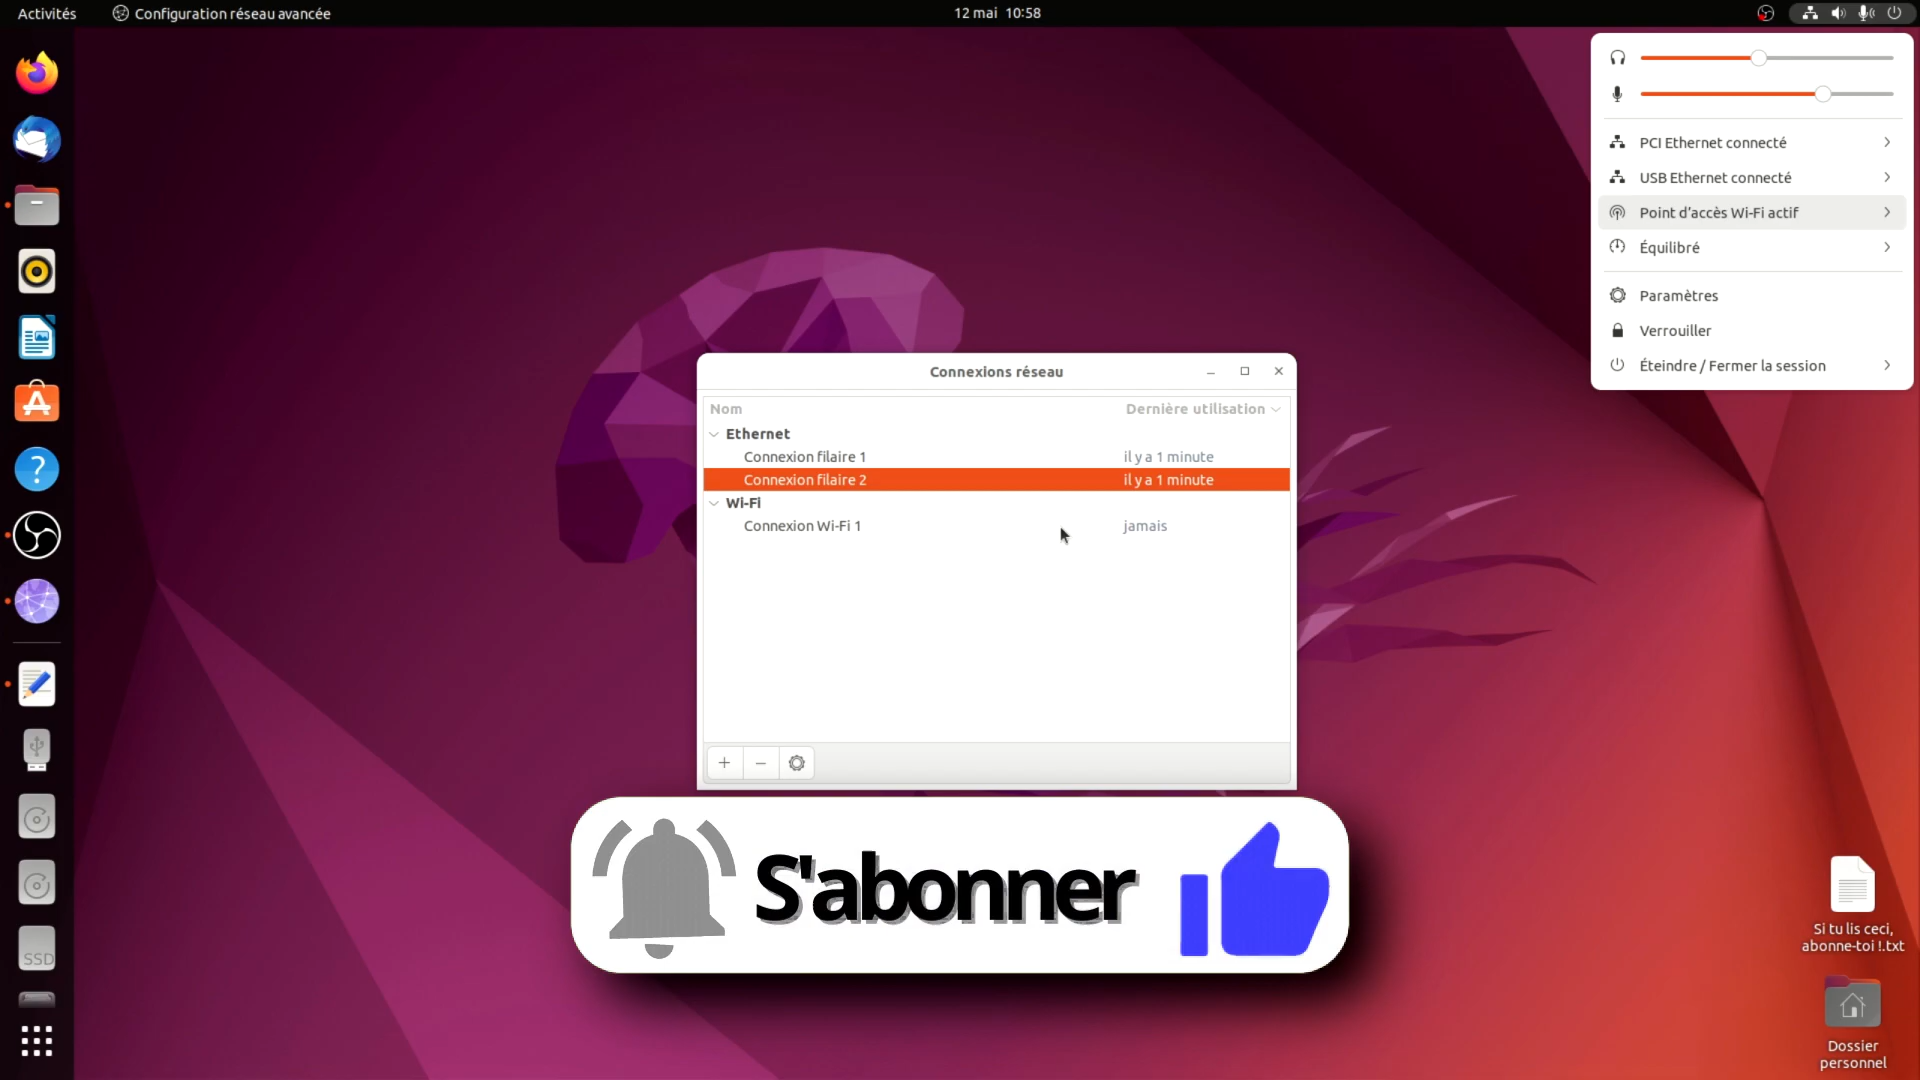 Activités
Configuration réseau avancée
12 mai 10:58
PCI Ethernet connecté
USB Ethernet connecté
Point d'accès Wi-Fi actif
Équilibré
Paramètres
Verrouiller
Éteindre / Fermer la session
Connexions réseau
Nom Dernière utilisation
Ethernet
Connexion filaire 1 il y a 1 minute
Connexion filaire 2 il y a 1 minute
Wi-Fi
Connexion Wi-Fi 1 jamais
S'abonner
SSD
Si tu lis ceci,
abonne-toi !.txt
Dossier
personnel